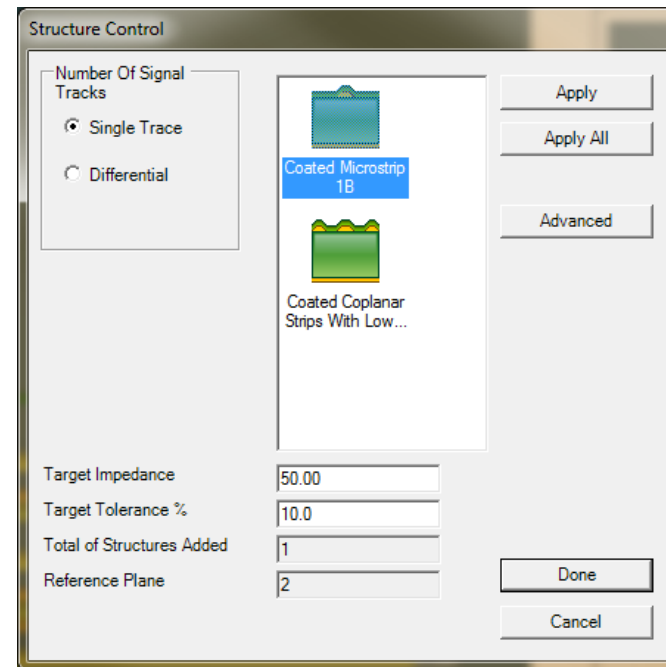 Structure Control
Number Of Signal
Tracks
Single Trace
Differential
Coated Microstrip
1B
Coated Coplanar
Strips With Low...
Apply
Apply All
Advanced
Target Impedance 50.00
Target Tolerance % 10.0
Total of Structures Added 1
Reference Plane 2
Done
Cancel